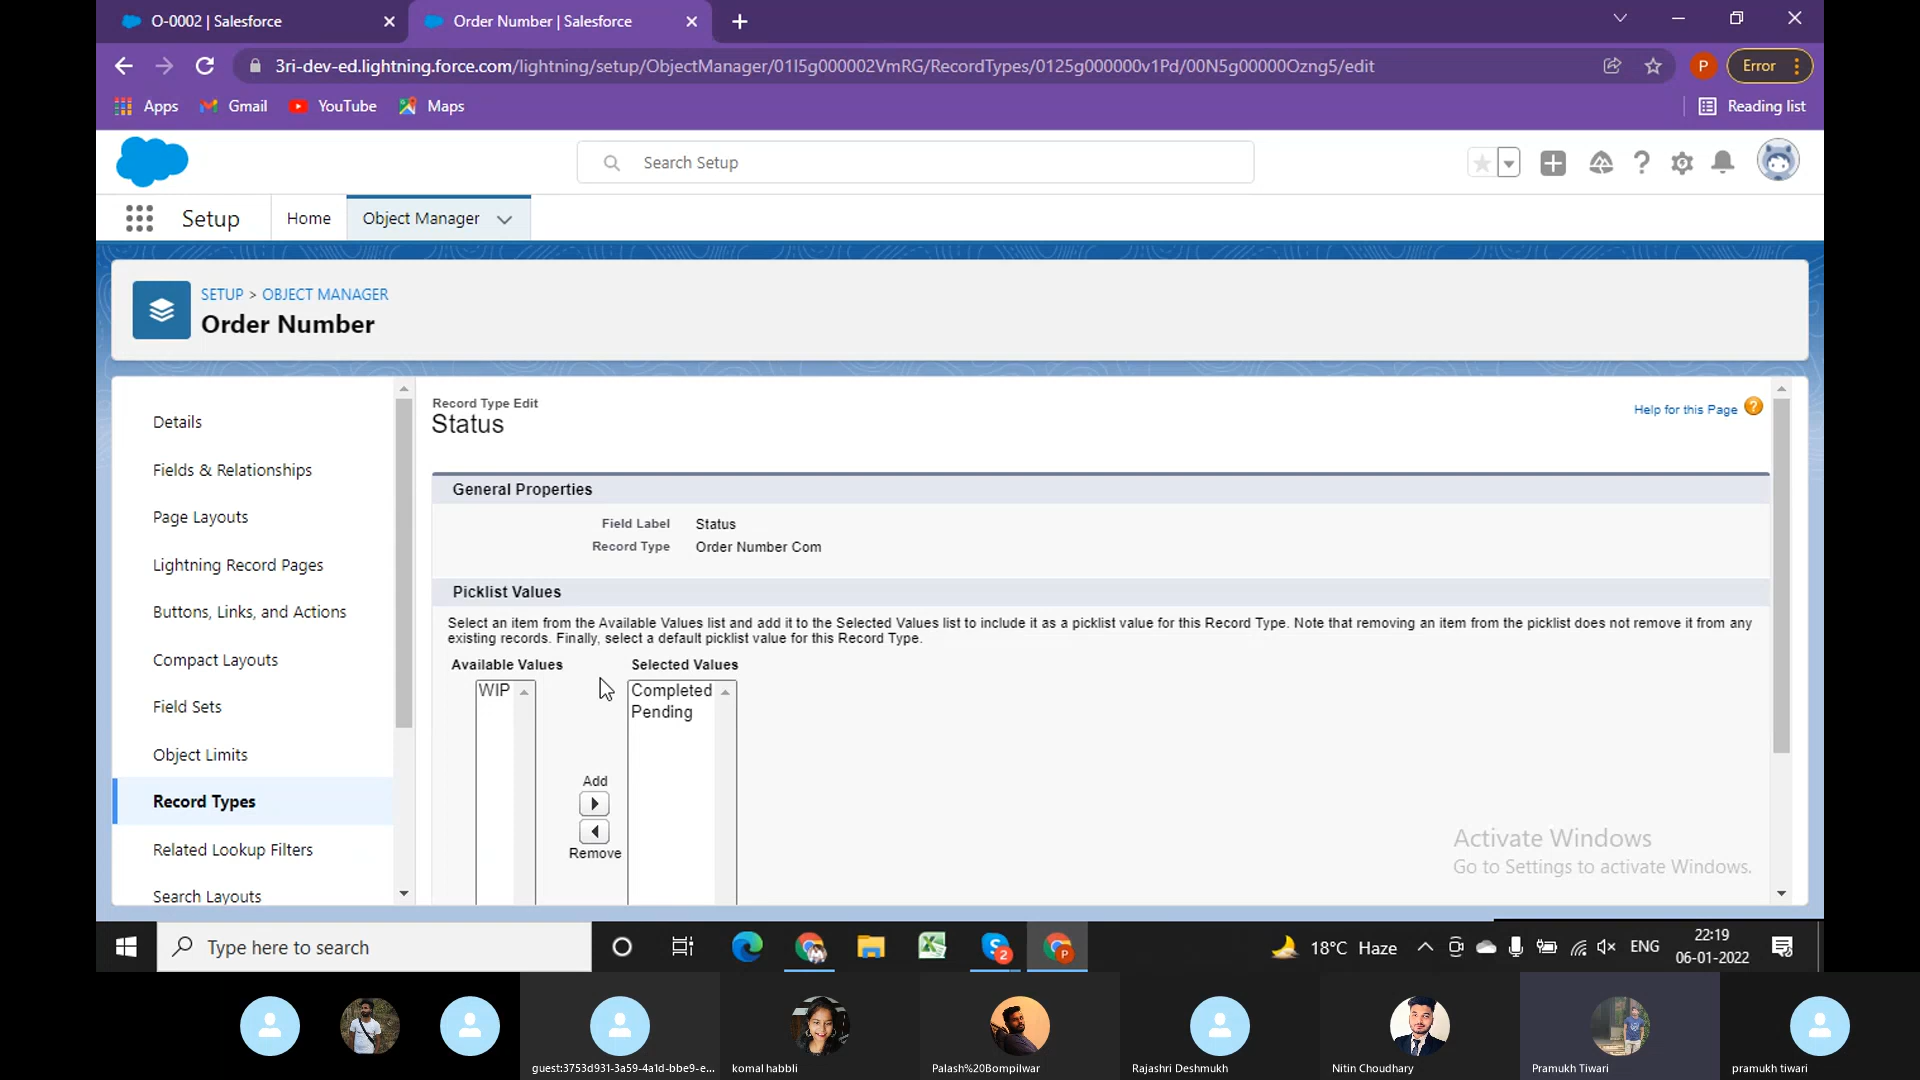 O-0002 | Salesforce
Order Number | Salesforce
3ri-dev-ed.lightning.force.com/lightning/setup/ObjectManager/01I5g000002VmRG/RecordTypes/0125g000000v1Pd/00N5g00000Ozng5/edit
P
Error
Apps
Gmail
YouTube
Maps
Reading list
Search Setup
Setup
Home
Object Manager
SETUP > OBJECT MANAGER
Order Number
Details
Fields & Relationships
Page Layouts
Lightning Record Pages
Buttons, Links, and Actions
Compact Layouts
Field Sets
Object Limits
Record Types
Related Lookup Filters
Search Layouts
Record Type Edit
Status
Help for this Page
General Properties
Field Label Status
Record Type Order Number Com
Picklist Values
Select an item from the Available Values list and add it to the Selected Values list to include it as a picklist value for this Record Type. Note that removing an item from the picklist does not remove it from any
existing records. Finally, select a default picklist value for this Record Type.
Available Values Selected Values
WIP
Completed
Pending
Add
Remove
Activate Windows
Go to Settings to activate Windows.
Type here to search
2
P
18°C Haze
ENG
22:19
06-01-2022
guest:3753d931-3a59-4a1d-bbe9-e...
komal habbli
Palash%20Bompilwar
Rajashri Deshmukh
Nitin Choudhary
Pramukh Tiwari
pramukh tiwari